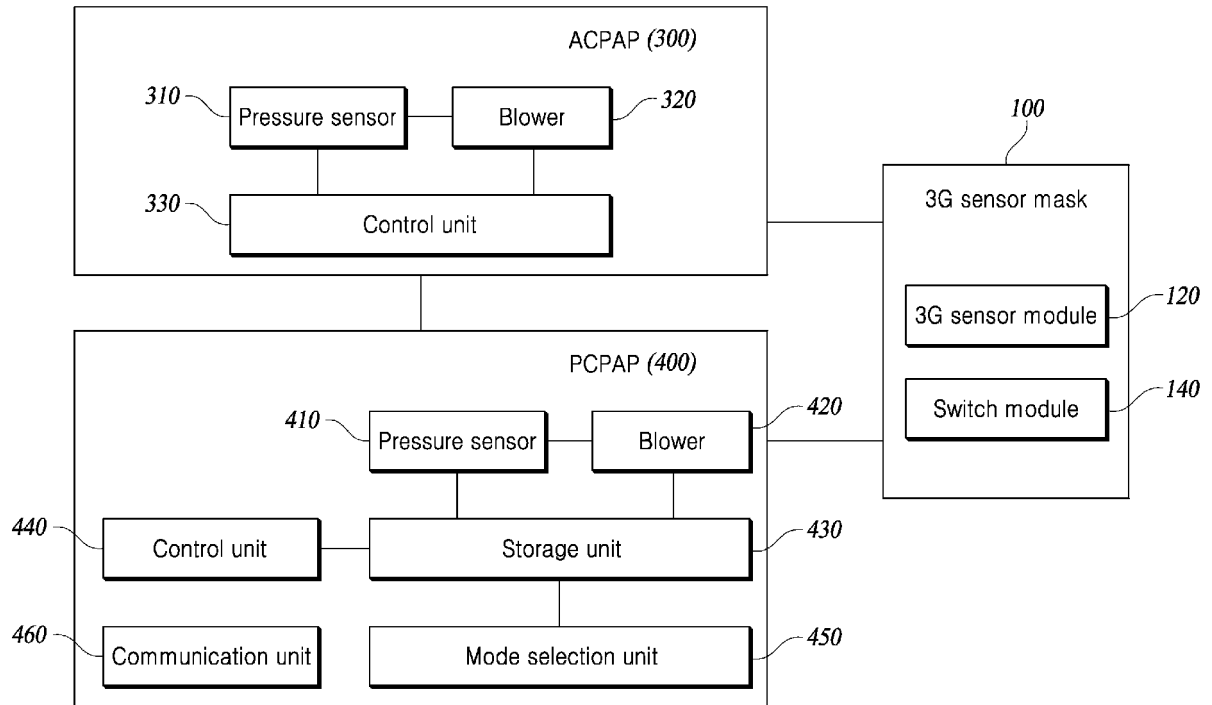 ACPAP (300)
310
Pressure sensor
Blower
320
330
Control unit
100
3G sensor mask
3G sensor module
120
Switch module
140
PCPAP (400)
410
Pressure sensor
Blower
420
440
Control unit
Storage unit
430
460
Communication unit
Mode selection unit
450